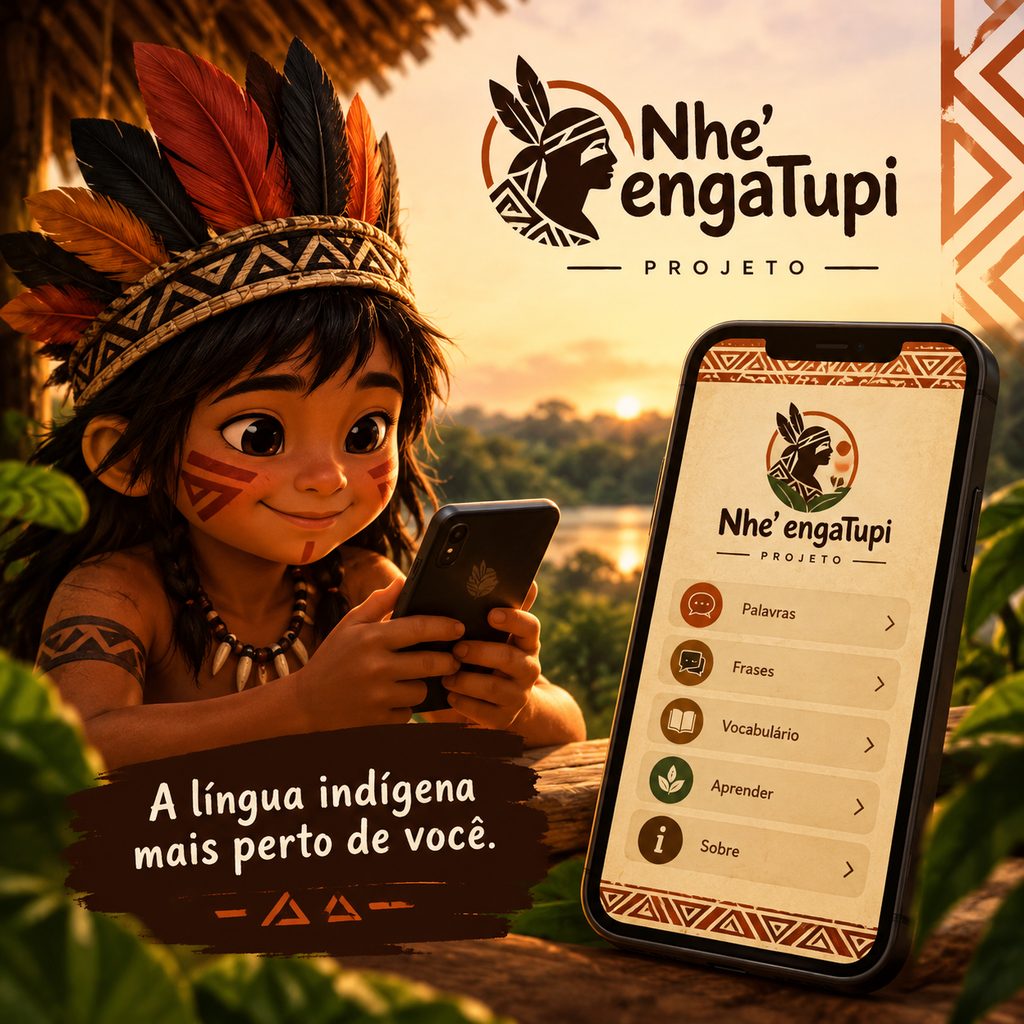 Nhe'
engaTupi
PROJETO
Nhe' engaTupi
PROJETO
Palavras
Frases
Vocabulário
Aprender
Sobre
A língua indígena
mais perto de você.